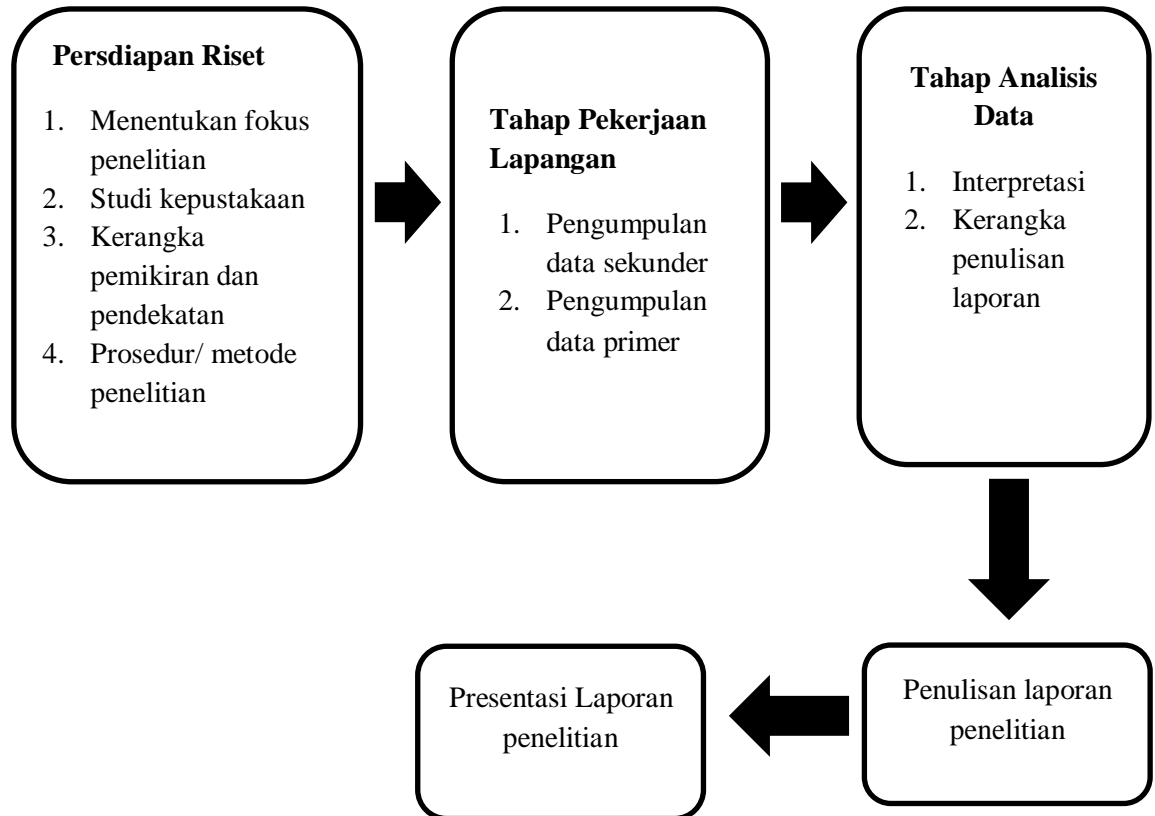 Persdiapan Riset
1. Menentukan fokus
penelitian
2. Studi kepustakaan
3. Kerangka
pemikiran dan
pendekatan
4. Prosedur/ metode
penelitian
Tahap Pekerjaan
Lapangan
1. Pengumpulan
data sekunder
2. Pengumpulan
data primer
Tahap Analisis
Data
1. Interpretasi
2. Kerangka
penulisan
laporan
Penulisan laporan
penelitian
Presentasi Laporan
penelitian